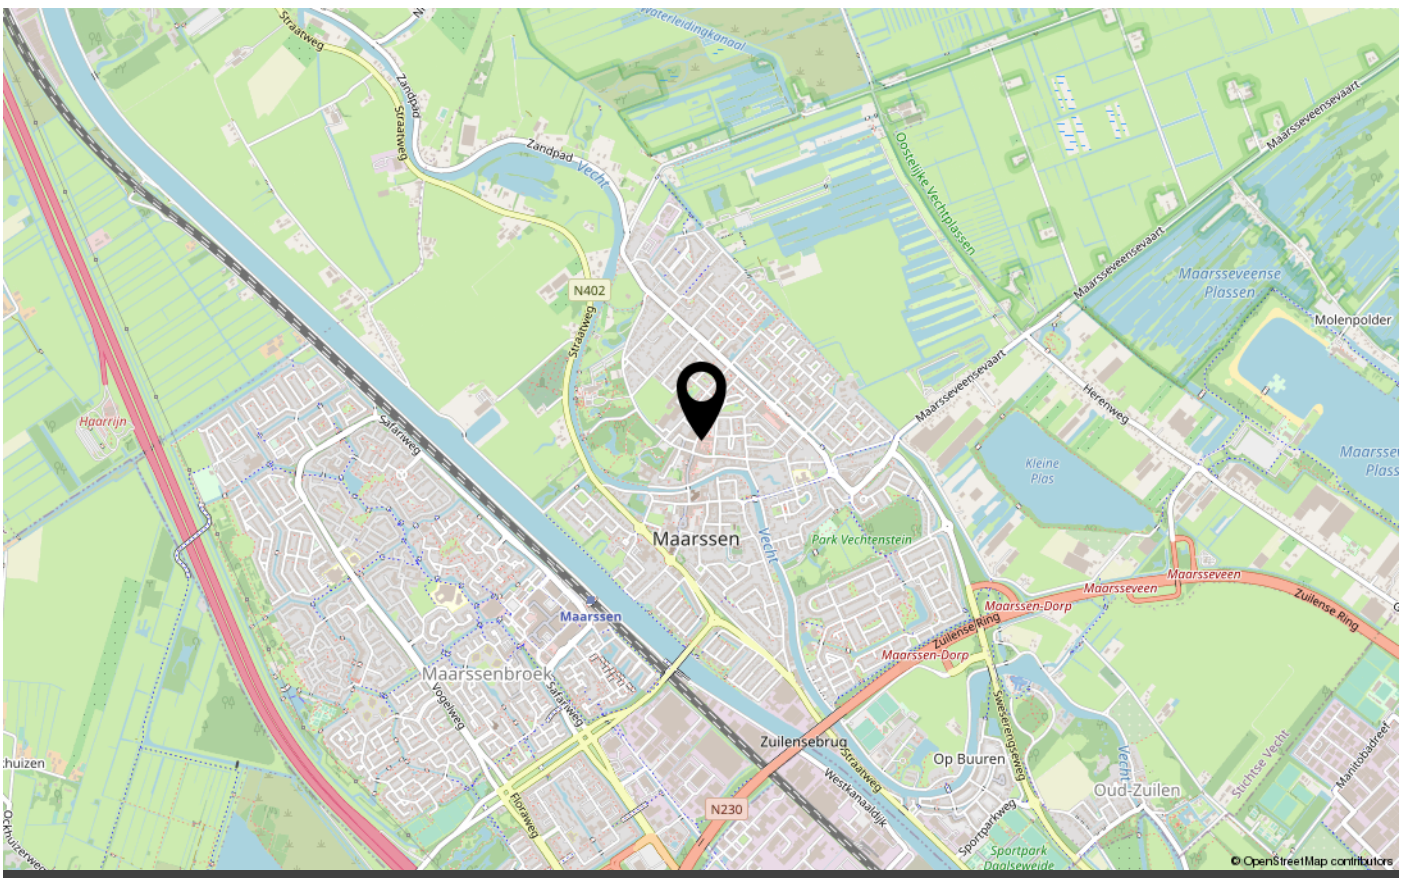 Straatweg
Waterleidingkanaal
Zandpad
Straatweg
Zandpad
Vecht
Oostelijke Vechtplassen
Maarsseveensevaart
Maarsseveensevaart
Maarsseveense
Plassen
Molenpolder
N402
Straatweg
Maarsseveensevaart
Herenweg
Haarrijn
Safariweg
Kleine
Plas
Maarssen
Vecht
Park Vechtenstein
Maarsseveen
Maarsseveen
Maarssen-Dorp
Zuilense Ring
Zuilense Ring
Maarssen
Maarssen-Dorp
Maarssenbroek
Vogelweg
Safariweg
Zuilensebrug
Straatweg
Westkanaaldijk
Sweserengseweg
Op Buuren
Vecht
Oud-Zuilen
Stichtse Vecht
Manitobadreef
khuizen
Ockhuizerweg
Floraweg
N230
Sportparkweg
Sportpark
Daalseweide
© OpenStreetMap contributors